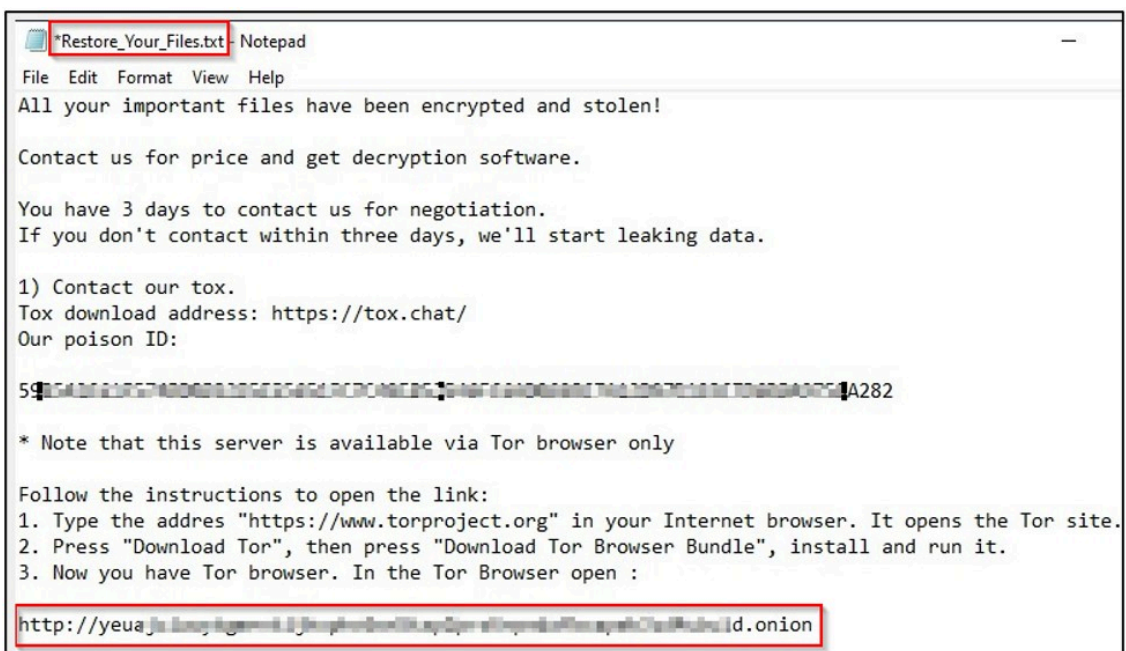 *Restore_Your_Files.txt - Notepad
File Edit Format View Help
All your important files have been encrypted and stolen!
Contact us for price and get decryption software.
You have 3 days to contact us for negotiation.
If you don't contact within three days, we'll start leaking data.
1) Contact our tox.
Tox download address: https://tox.chat/
Our poison ID:
A282
* Note that this server is available via Tor browser only
Follow the instructions to open the link:
1. Type the addres "https://www.torproject.org" in your Internet browser. It opens the Tor site.
2. Press "Download Tor", then press "Download Tor Browser Bundle", install and run it.
3. Now you have Tor browser. In the Tor Browser open :
http://yeua d.onion